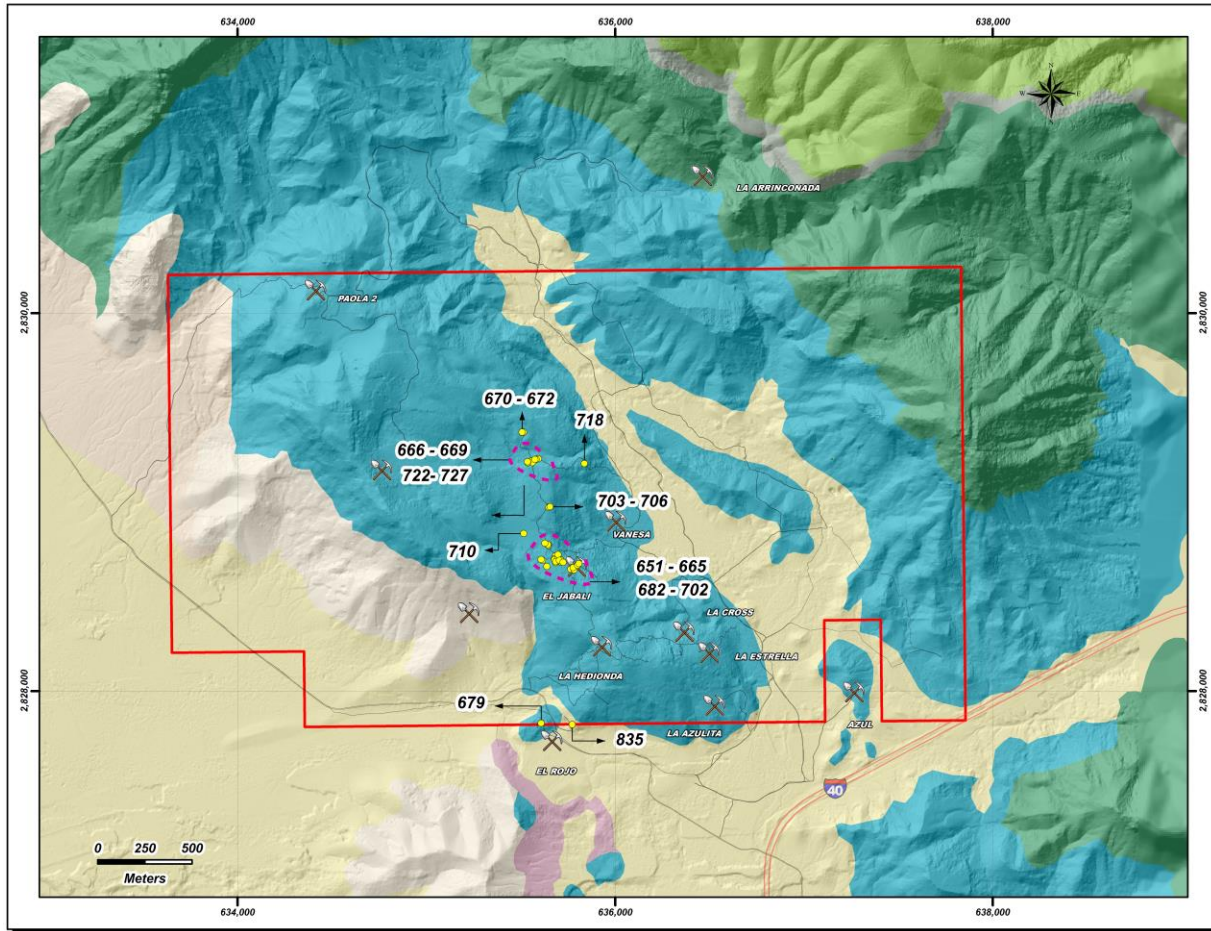 634,000
636,000
638,000
N
W
E
LA ARRINCONADA
2,830,000
2,830,000
PAOLA 2
670 - 672
718
666 - 669
722- 727
703 - 706
VANESA
710
651 - 665
682 - 702
EL JABALI
LA CROSS
LA ESTRELLA
LA HEDIONDA
2,828,000
2,828,000
679
AZUL
LA AZULITA
835
EL ROJO
40
0 250 500
Meters
634,000
636,000
638,000